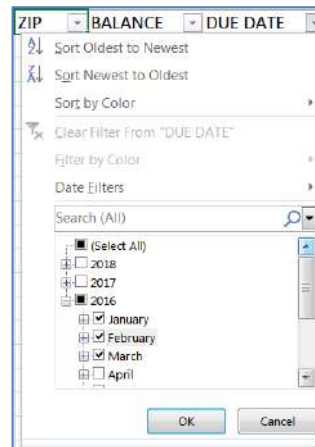 ZIP BALANCE DUE DATE
Sort Oldest to Newest
Sort Newest to Oldest
Sort by Color
Clear Filter From "DUE DATE"
Filter by Color
Date Filters
Search (All)
(Select All)
2018
2017
2016
January
February
March
April
OK Cancel